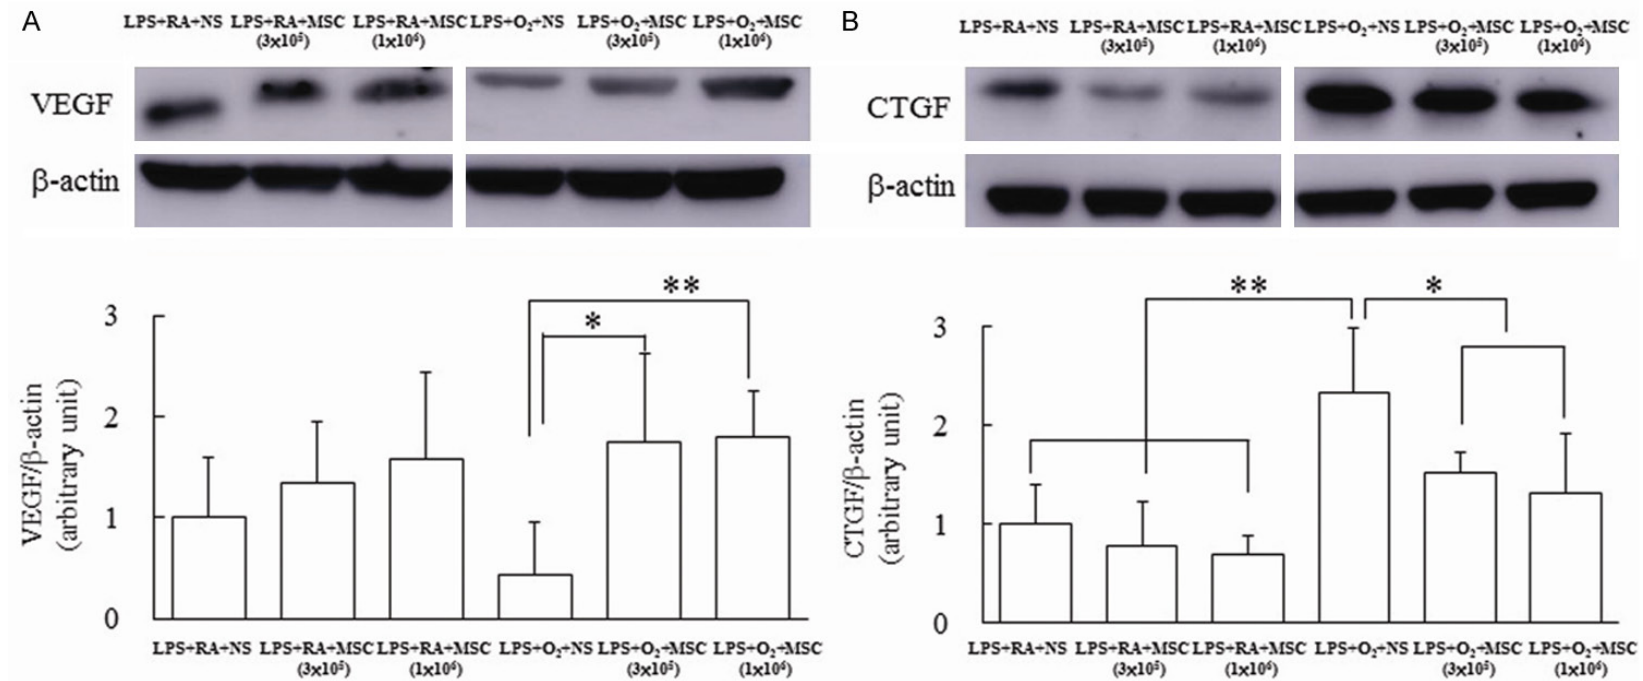 A
LPS+RA+NS LPS+RA+MSC LPS+RA+MSC LPS+O₂+NS LPS+O₂+MSC LPS+O₂+MSC
(3x10⁵) (1x10⁶) (3x10⁵) (1x10⁶)
VEGF
β-actin
**
*
3
2
1
0
VEGF/β-actin
(arbitrary unit)
LPS+RA+NS LPS+RA+MSC LPS+RA+MSC LPS+O₂+NS LPS+O₂+MSC LPS+O₂+MSC
(3x10⁵) (1x10⁶) (3x10⁵) (1x10⁶)
B
LPS+RA+NS LPS+RA+MSC LPS+RA+MSC LPS+O₂+NS LPS+O₂+MSC LPS+O₂+MSC
(3x10⁵) (1x10⁶) (3x10⁵) (1x10⁶)
CTGF
β-actin
** *
3
2
1
0
CTGF/β-actin
(arbitrary unit)
LPS+RA+NS LPS+RA+MSC LPS+RA+MSC LPS+O₂+NS LPS+O₂+MSC LPS+O₂+MSC
(3x10⁵) (1x10⁶) (3x10⁵) (1x10⁶)